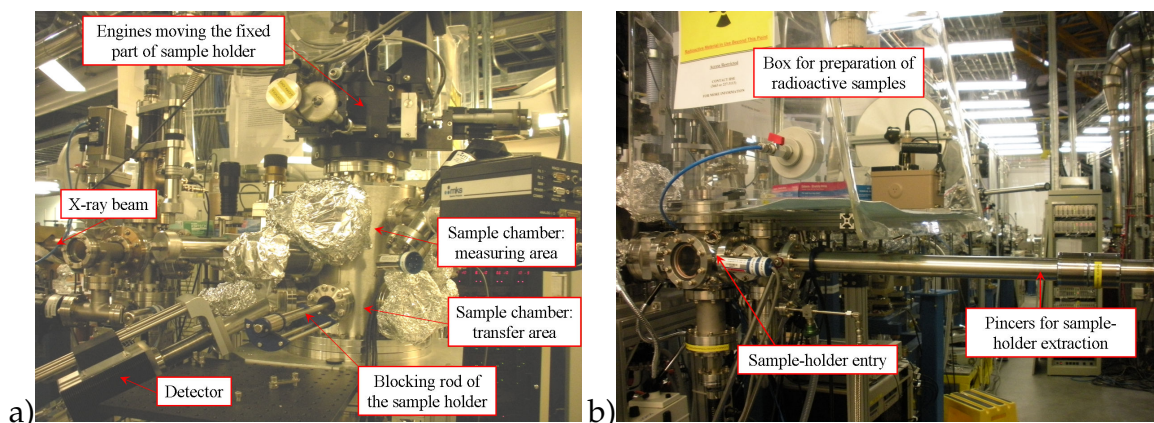 Engines moving the fixed
part of sample holder
X-ray beam
mks
Sample chamber:
measuring area
Sample chamber:
transfer area
Blocking rod of
the sample holder
Detector
a)
Box for preparation of
radioactive samples
Pincers for sample-
holder extraction
Sample-holder entry
b)